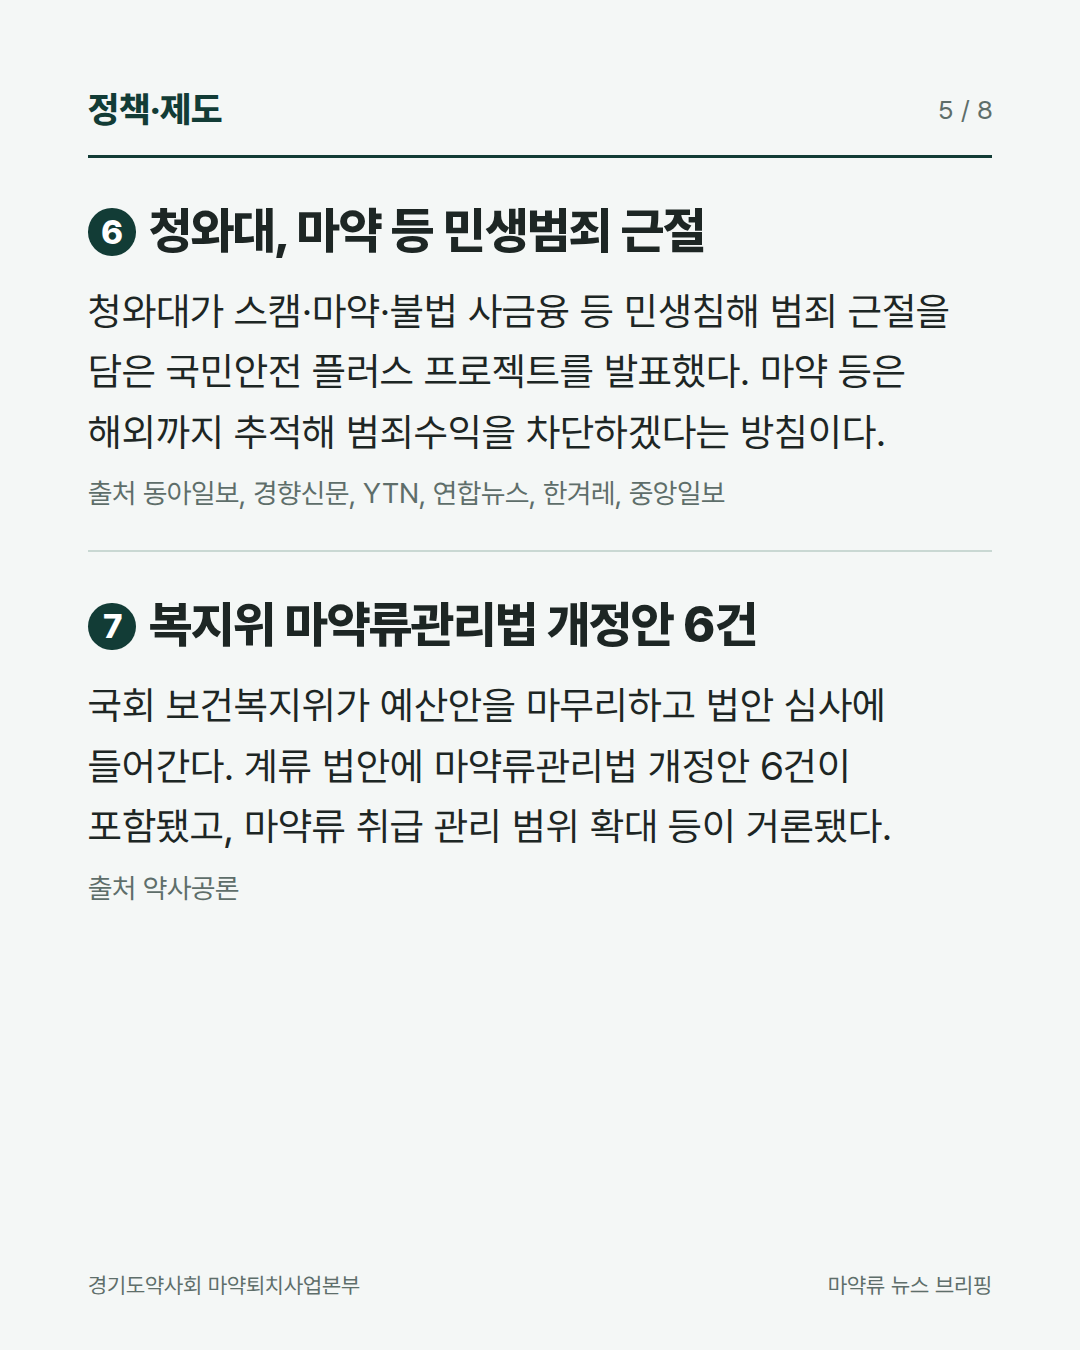 정책·제도
5 / 8
6 청와대, 마약 등 민생범죄 근절
청와대가 스캠·마약·불법 사금융 등 민생침해 범죄 근절을
담은 국민안전 플러스 프로젝트를 발표했다. 마약 등은
해외까지 추적해 범죄수익을 차단하겠다는 방침이다.
출처 동아일보, 경향신문, YTN, 연합뉴스, 한겨레, 중앙일보
7 복지위 마약류관리법 개정안 6건
국회 보건복지위가 예산안을 마무리하고 법안 심사에
들어간다. 계류 법안에 마약류관리법 개정안 6건이
포함됐고, 마약류 취급 관리 범위 확대 등이 거론됐다.
출처 약사공론
경기도약사회 마약퇴치사업본부
마약류 뉴스 브리핑